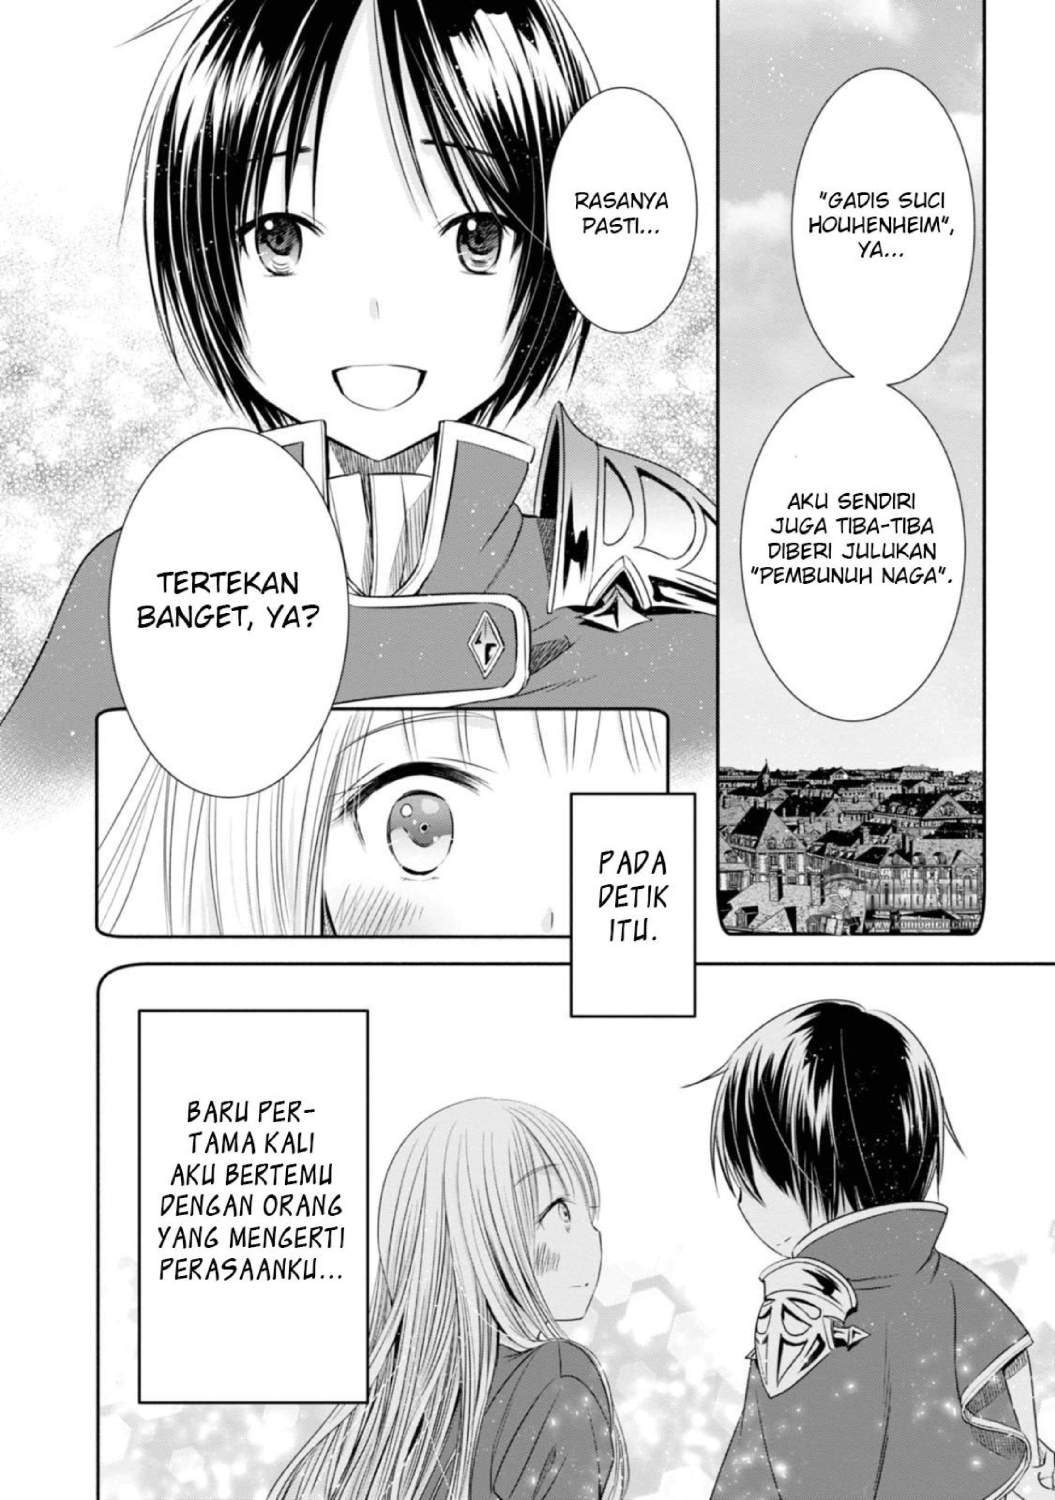 "GADIS SUCI
HOUHENHEIM",
YA...
AKU SENDIRI
JUGA TIBA-TIBA
DIBERI JULUKAN
"PEMBUNUH NAGA".
RASANYA
PASTI...
TERTEKAN
BANGET, YA?
PADA
DETIK
ITU.
BARU PER-
TAMA KALI
AKU BERTEMU
DENGAN ORANG
YANG MENGERTI
PERASAANKU...